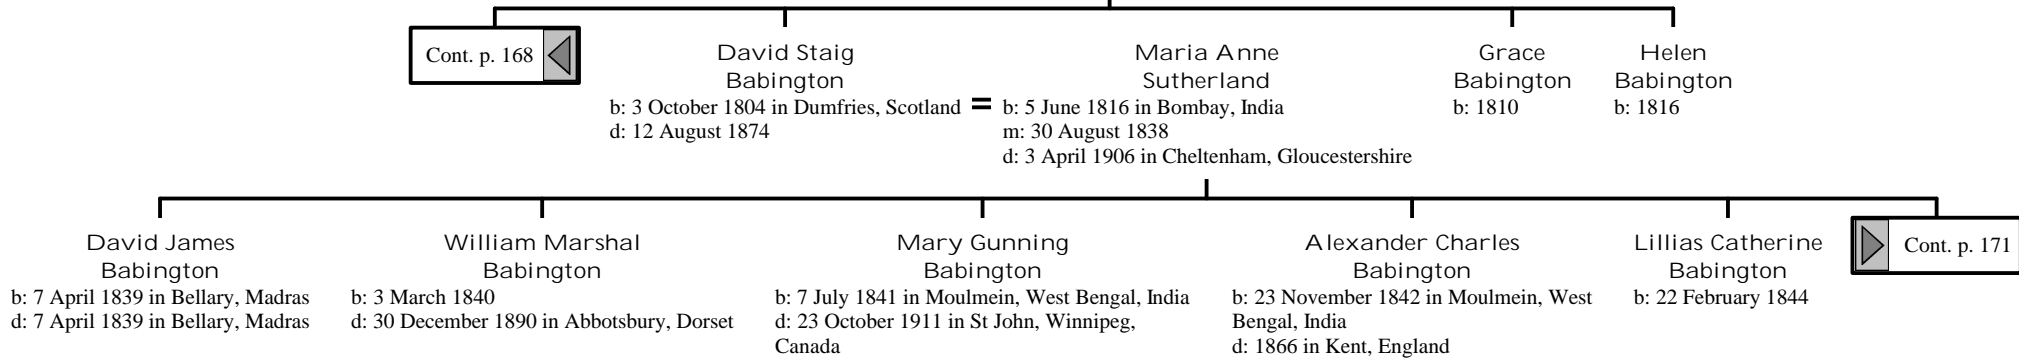 Cont. p. 168
David Staig
Babington
b: 3 October 1804 in Dumfries, Scotland
d: 12 August 1874
=
Maria Anne
Sutherland
b: 5 June 1816 in Bombay, India
m: 30 August 1838
d: 3 April 1906 in Cheltenham, Gloucestershire
Grace
Babington
b: 1810
Helen
Babington
b: 1816
David James
Babington
b: 7 April 1839 in Bellary, Madras
d: 7 April 1839 in Bellary, Madras
William Marshal
Babington
b: 3 March 1840
d: 30 December 1890 in Abbotsbury, Dorset
Mary Gunning
Babington
b: 7 July 1841 in Moulmein, West Bengal, India
d: 23 October 1911 in St John, Winnipeg,
Canada
Alexander Charles
Babington
b: 23 November 1842 in Moulmein, West
Bengal, India
d: 1866 in Kent, England
Lillias Catherine
Babington
b: 22 February 1844
Cont. p. 171